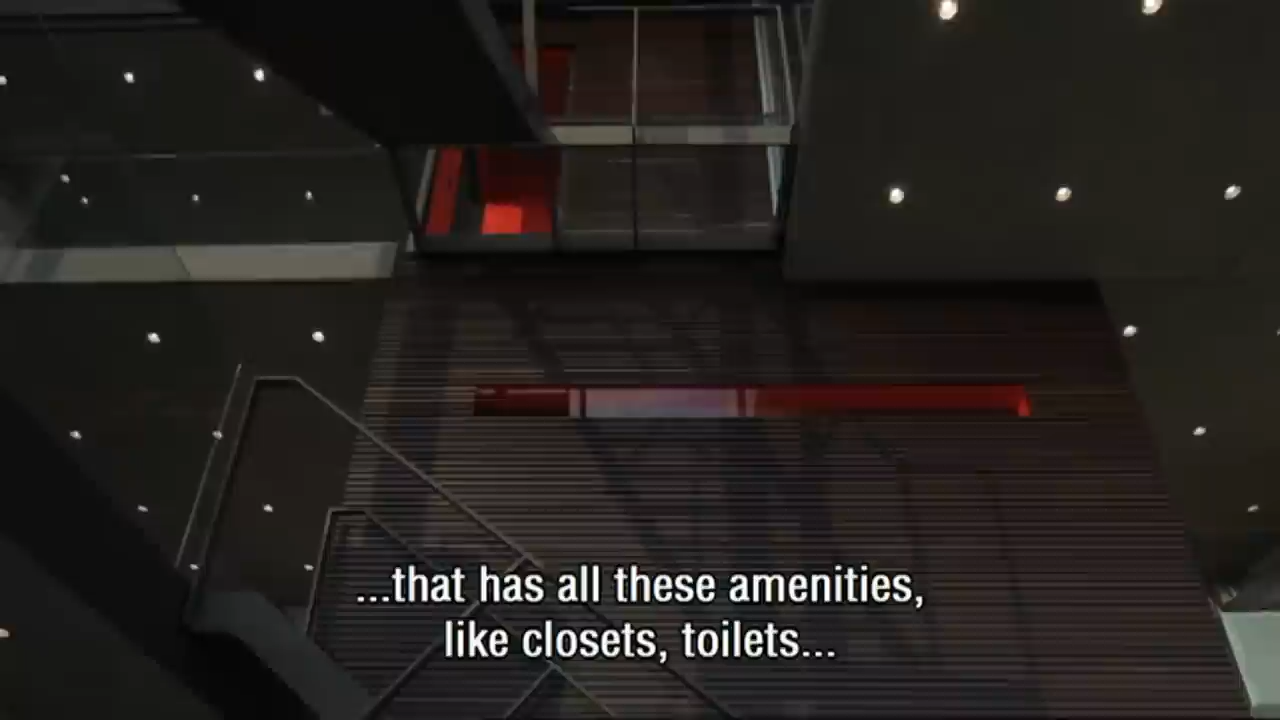 ...that has all these amenities,
like closets, toilets...